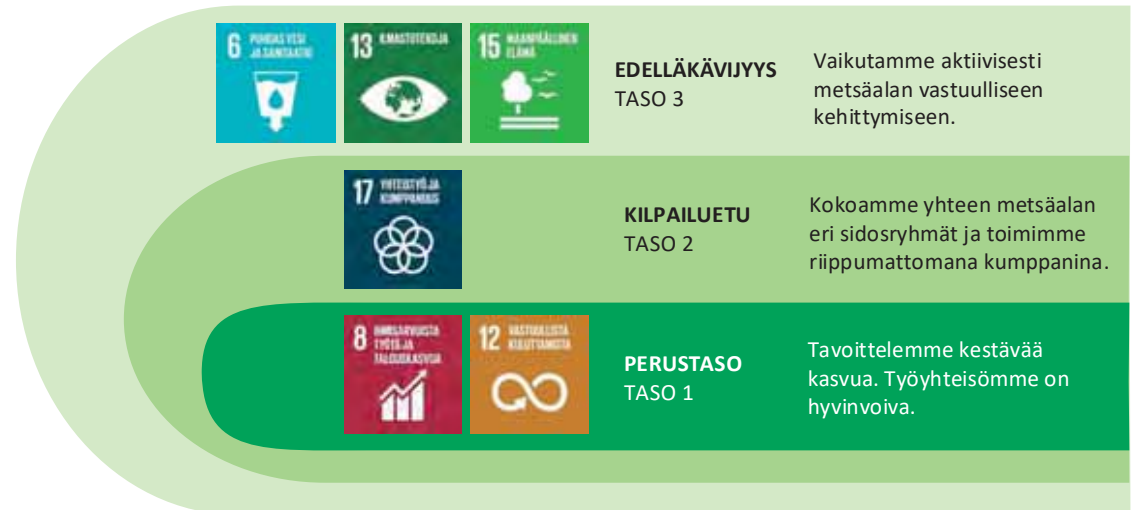 6 PUHDAS VESI
JA SANITAATIO
13 ILMASTOTEKOJA
15 MAANPÄÄLLINEN
ELÄMÄ
EDELLÄKÄVIJYYS
TASO 3
Vaikutamme aktiivisesti
metsäalan vastuulliseen
kehittymiseen.
17 YHTEISTYÖ JA
KUMPPANUUS
KILPAILUETU
TASO 2
Kokoamme yhteen metsäalan
eri sidosryhmät ja toimimme
riippumattomana kumppanina.
8 IHMISARVOISTA
TYÖTÄ JA
TALOUSKASVUA
12 VASTUULLISTA
KULUTTAMISTA
PERUSTASO
TASO 1
Tavoittelemme kestävää
kasvua. Työyhteisömme on
hyvinvoiva.